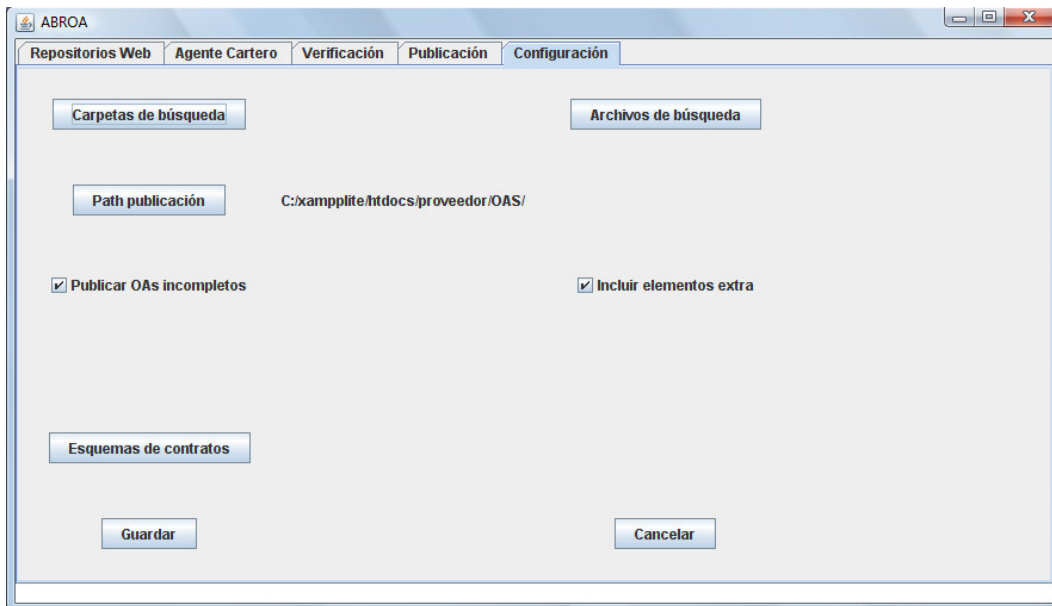 ABROA
Repositorios Web Agente Cartero Verificación Publicación Configuración
Carpetas de búsqueda Archivos de búsqueda
Path publicación C:/xampplite/htdocs/proveedor/OAS/
Publicar OAs incompletos Incluir elementos extra
Esquemas de contratos
Guardar Cancelar